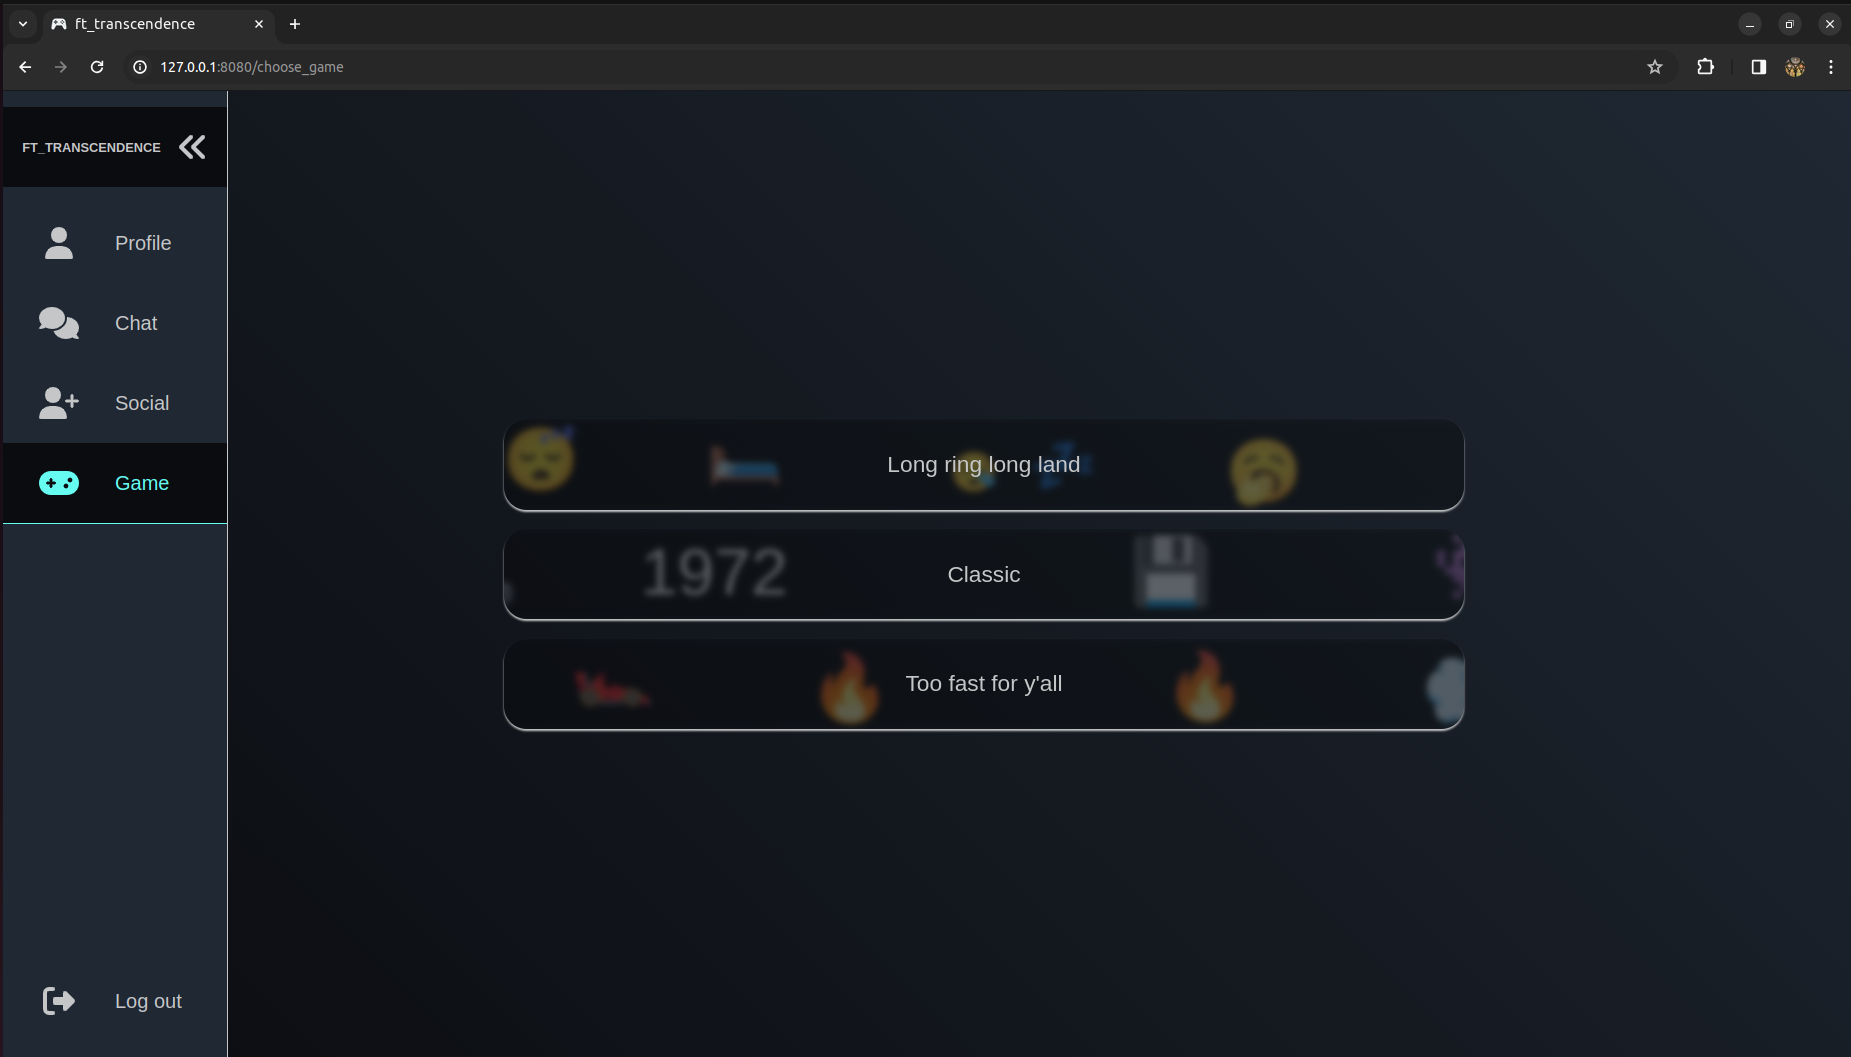 ft_transcendence
127.0.0.1:8080/choose_game
FT_TRANSCENDENCE
Profile
Chat
Social
Game
Log out
Long ring long land
1972
Classic
Too fast for y'all